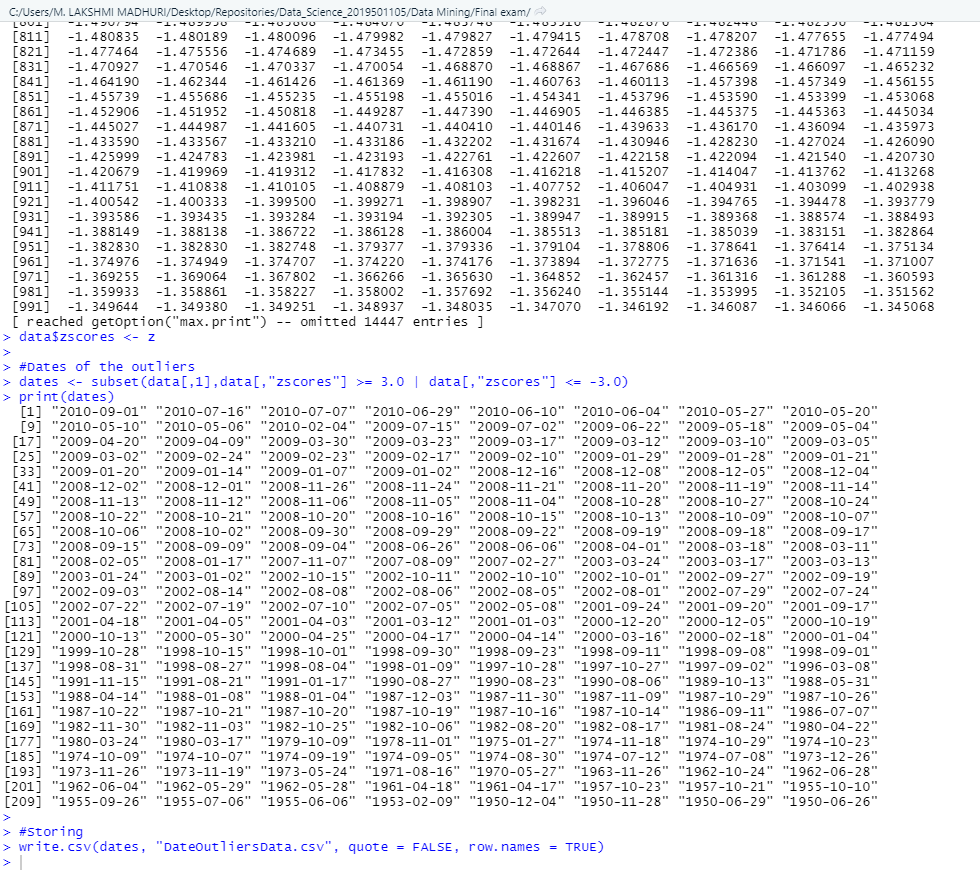 C:/Users/M. LAKSHMI MADHURI/Desktop/Repositories/Data_Science_2019501105/Data Mining/Final exam/
[811] -1.480835 -1.480189 -1.480096 -1.479982 -1.479827 -1.479415 -1.478708 -1.478207 -1.477655 -1.477494
[821] -1.477464 -1.475556 -1.474689 -1.473455 -1.472859 -1.472644 -1.472447 -1.472386 -1.471786 -1.471159
[831] -1.470927 -1.470546 -1.470337 -1.470054 -1.468870 -1.468867 -1.467686 -1.466569 -1.466097 -1.465232
[841] -1.464190 -1.462344 -1.461426 -1.461369 -1.461190 -1.460763 -1.460113 -1.457398 -1.457349 -1.456155
[851] -1.455739 -1.455686 -1.455235 -1.455198 -1.455016 -1.454341 -1.453796 -1.453590 -1.453399 -1.453068
[861] -1.452906 -1.451952 -1.450818 -1.449287 -1.447390 -1.446905 -1.446385 -1.445375 -1.445363 -1.445034
[871] -1.445027 -1.444987 -1.441605 -1.440731 -1.440410 -1.440146 -1.439633 -1.436170 -1.436094 -1.435973
[881] -1.433590 -1.433567 -1.433210 -1.433186 -1.432202 -1.431674 -1.430946 -1.428230 -1.427024 -1.426090
[891] -1.425999 -1.424783 -1.423981 -1.423193 -1.422761 -1.422607 -1.422158 -1.422094 -1.421540 -1.420730
[901] -1.420679 -1.419969 -1.419312 -1.417832 -1.416308 -1.416218 -1.415207 -1.414047 -1.413762 -1.413268
[911] -1.411751 -1.410838 -1.410105 -1.408879 -1.408103 -1.407752 -1.406047 -1.404931 -1.403099 -1.402938
[921] -1.400542 -1.400333 -1.399500 -1.399271 -1.398907 -1.398231 -1.396046 -1.394765 -1.394478 -1.393779
[931] -1.393586 -1.393435 -1.393284 -1.393194 -1.392305 -1.389947 -1.389915 -1.389368 -1.388574 -1.388493
[941] -1.388149 -1.388138 -1.386722 -1.386128 -1.386004 -1.385513 -1.385181 -1.385039 -1.383151 -1.382864
[951] -1.382830 -1.382830 -1.382748 -1.379377 -1.379336 -1.379104 -1.378806 -1.378641 -1.376414 -1.375134
[961] -1.374976 -1.374949 -1.374707 -1.374220 -1.374176 -1.373894 -1.372775 -1.371636 -1.371541 -1.371007
[971] -1.369255 -1.369064 -1.367802 -1.366266 -1.365630 -1.364852 -1.362457 -1.361316 -1.361288 -1.360593
[981] -1.359933 -1.358861 -1.358227 -1.358002 -1.357692 -1.356240 -1.355144 -1.353995 -1.352105 -1.351562
[991] -1.349644 -1.349380 -1.349251 -1.348937 -1.348035 -1.347070 -1.346192 -1.346087 -1.346066 -1.345068
[ reached getOption("max.print") -- omitted 14447 entries ]
> data$zscores <- z
>
> #Dates of the outliers
> dates <- subset(data[,1],data[,"zscores"] >= 3.0 | data[,"zscores"] <= -3.0)
> print(dates)
[1] "2010-09-01" "2010-07-16" "2010-07-07" "2010-06-29" "2010-06-10" "2010-06-04" "2010-05-27" "2010-05-20"
[9] "2010-05-10" "2010-05-06" "2010-02-04" "2009-07-15" "2009-07-02" "2009-06-22" "2009-05-18" "2009-05-04"
[17] "2009-04-20" "2009-04-09" "2009-03-30" "2009-03-23" "2009-03-17" "2009-03-12" "2009-03-10" "2009-03-05"
[25] "2009-03-02" "2009-02-24" "2009-02-23" "2009-02-17" "2009-02-10" "2009-01-29" "2009-01-28" "2009-01-21"
[33] "2009-01-20" "2009-01-14" "2009-01-07" "2009-01-02" "2008-12-16" "2008-12-08" "2008-12-05" "2008-12-04"
[41] "2008-12-02" "2008-12-01" "2008-11-26" "2008-11-24" "2008-11-21" "2008-11-20" "2008-11-19" "2008-11-14"
[49] "2008-11-13" "2008-11-12" "2008-11-06" "2008-11-05" "2008-11-04" "2008-10-28" "2008-10-27" "2008-10-24"
[57] "2008-10-22" "2008-10-21" "2008-10-20" "2008-10-16" "2008-10-15" "2008-10-13" "2008-10-09" "2008-10-07"
[65] "2008-10-06" "2008-10-02" "2008-09-30" "2008-09-29" "2008-09-22" "2008-09-19" "2008-09-18" "2008-09-17"
[73] "2008-09-15" "2008-09-09" "2008-09-04" "2008-06-26" "2008-06-06" "2008-04-01" "2008-03-18" "2008-03-11"
[81] "2008-02-05" "2008-01-17" "2007-11-07" "2007-08-09" "2007-02-27" "2003-03-24" "2003-03-17" "2003-03-13"
[89] "2003-01-24" "2003-01-02" "2002-10-15" "2002-10-11" "2002-10-10" "2002-10-01" "2002-09-27" "2002-09-19"
[97] "2002-09-03" "2002-08-14" "2002-08-08" "2002-08-06" "2002-08-05" "2002-08-01" "2002-07-29" "2002-07-24"
[105] "2002-07-22" "2002-07-19" "2002-07-10" "2002-07-05" "2002-05-08" "2001-09-24" "2001-09-20" "2001-09-17"
[113] "2001-04-18" "2001-04-05" "2001-04-03" "2001-03-12" "2001-01-03" "2000-12-20" "2000-12-05" "2000-10-19"
[121] "2000-10-13" "2000-05-30" "2000-04-25" "2000-04-17" "2000-04-14" "2000-03-16" "2000-02-18" "2000-01-04"
[129] "1999-10-28" "1998-10-15" "1998-10-01" "1998-09-30" "1998-09-23" "1998-09-11" "1998-09-08" "1998-09-01"
[137] "1998-08-31" "1998-08-27" "1998-08-04" "1998-01-09" "1997-10-28" "1997-10-27" "1997-09-02" "1996-03-08"
[145] "1991-11-15" "1991-08-21" "1991-01-17" "1990-08-27" "1990-08-23" "1990-08-06" "1989-10-13" "1988-05-31"
[153] "1988-04-14" "1988-01-08" "1988-01-04" "1987-12-03" "1987-11-30" "1987-11-09" "1987-10-29" "1987-10-26"
[161] "1987-10-22" "1987-10-21" "1987-10-20" "1987-10-19" "1987-10-16" "1987-10-14" "1986-09-11" "1986-07-07"
[169] "1982-11-30" "1982-11-03" "1982-10-25" "1982-10-06" "1982-08-20" "1982-08-17" "1981-08-24" "1980-04-22"
[177] "1980-03-24" "1980-03-17" "1979-10-09" "1978-11-01" "1975-01-27" "1974-11-18" "1974-10-29" "1974-10-23"
[185] "1974-10-09" "1974-10-07" "1974-09-19" "1974-09-05" "1974-08-30" "1974-07-12" "1974-07-08" "1973-12-26"
[193] "1973-11-26" "1973-11-19" "1973-05-24" "1971-08-16" "1970-05-27" "1963-11-26" "1962-10-24" "1962-06-28"
[201] "1962-06-04" "1962-05-29" "1962-05-28" "1961-04-18" "1961-04-17" "1957-10-23" "1957-10-21" "1955-10-10"
[209] "1955-09-26" "1955-07-06" "1955-06-06" "1953-02-09" "1950-12-04" "1950-11-28" "1950-06-29" "1950-06-26"
>
> #Storing
> write.csv(dates, "DateOutliersData.csv", quote = FALSE, row.names = TRUE)
>